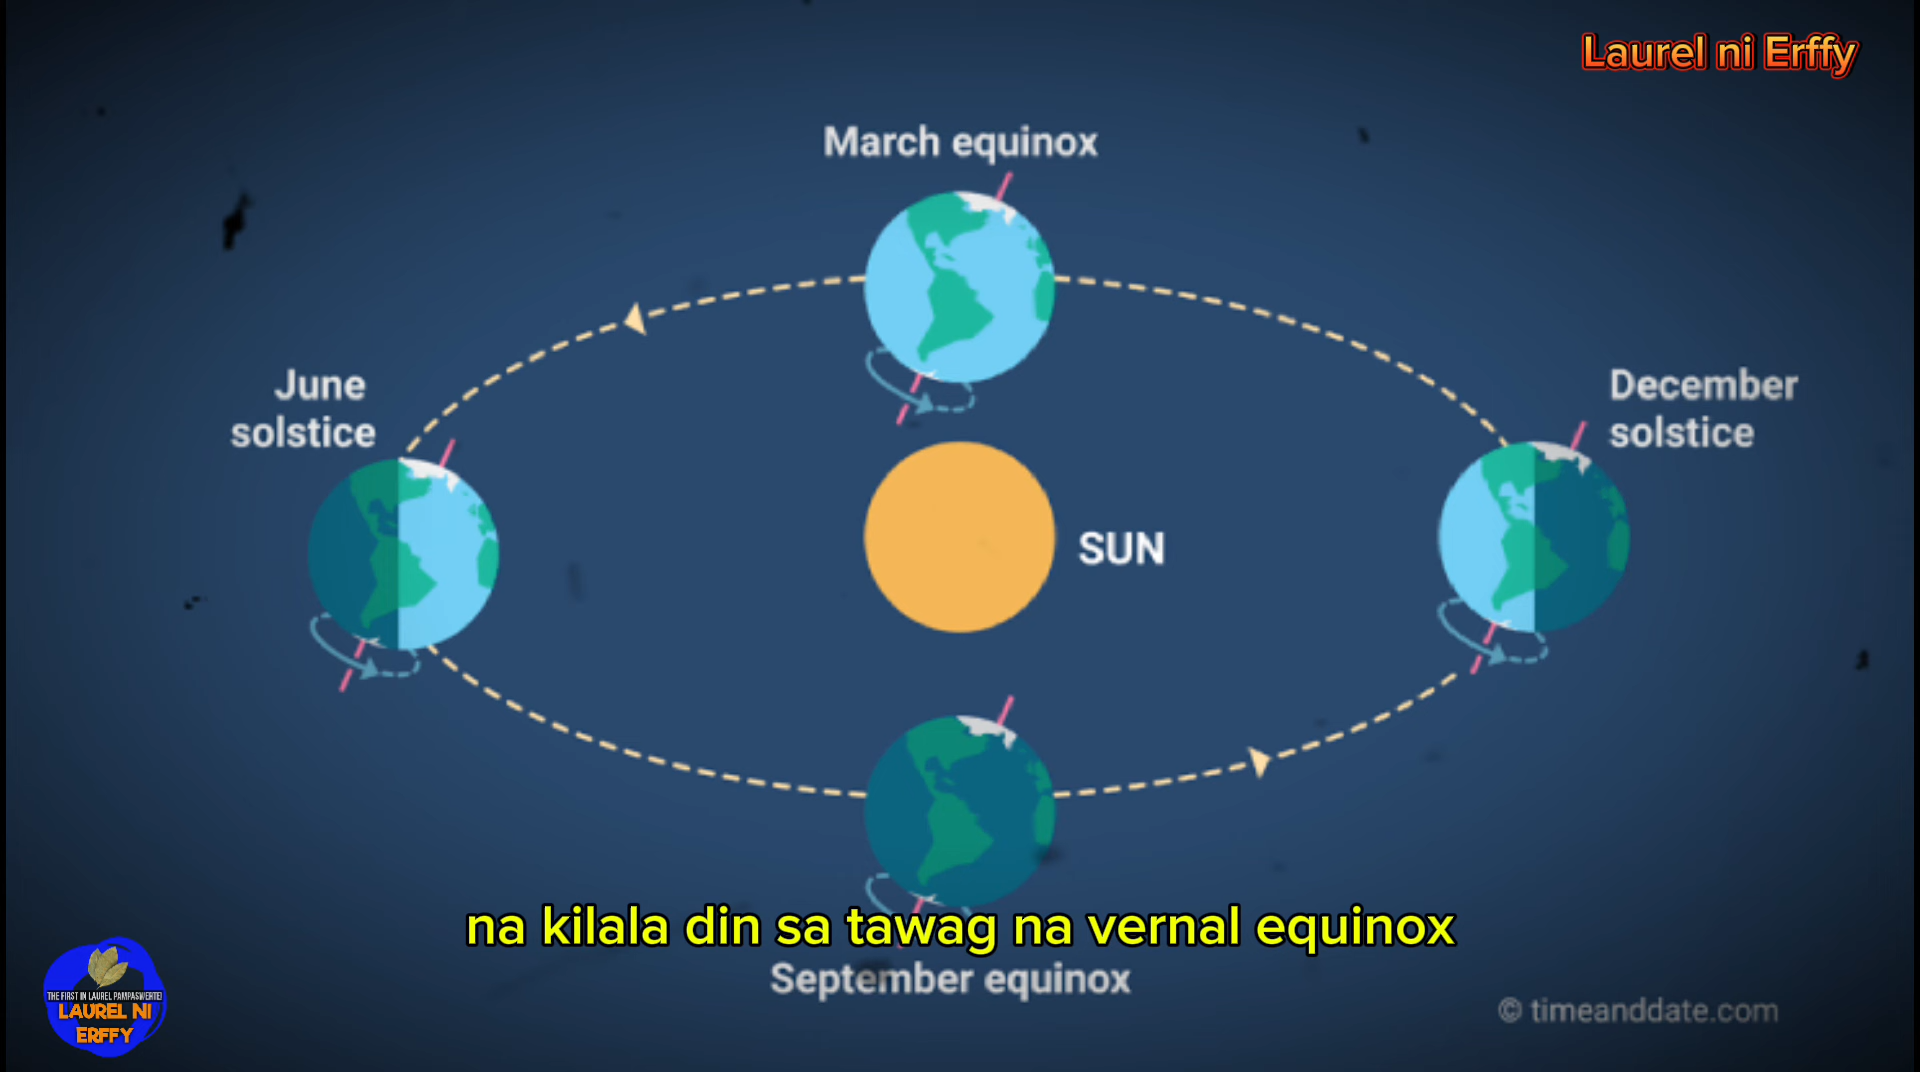 Laurel ni Erffy
March equinox
June
solstice
December
solstice
SUN
na kilala din sa tawag na vernal equinox
September equinox
© timeanddate.com
THE FIRST IN LAUREL PAMPASWERTE!
LAUREL NI
ERFFY